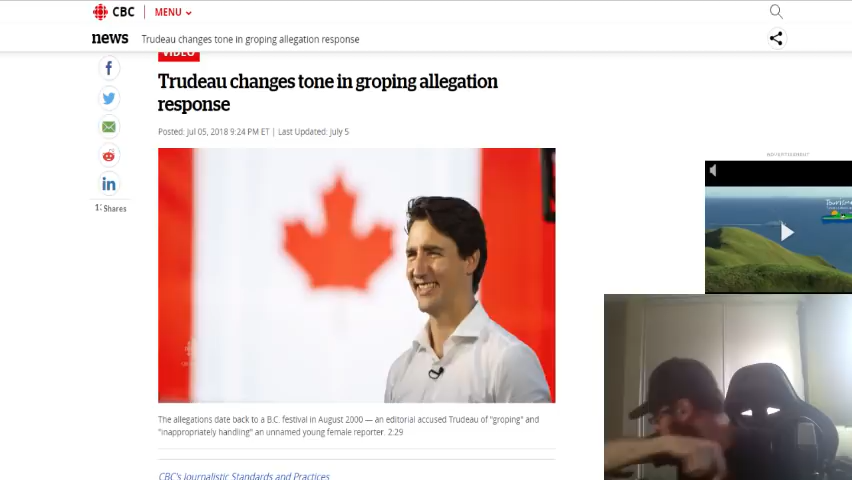 CBC MENU
news Trudeau changes tone in groping allegation response
VIDEO
Trudeau changes tone in groping allegation
response
Posted: Jul 05, 2018 9:24 PM ET | Last Updated: July 5
Shares
ADVERTISEMENT
The allegations date back to a B.C. festival in August 2000 — an editorial accused Trudeau of "groping" and
"inappropriately handling" an unnamed young female reporter. 2:29
CBC's Journalistic Standards and Practices